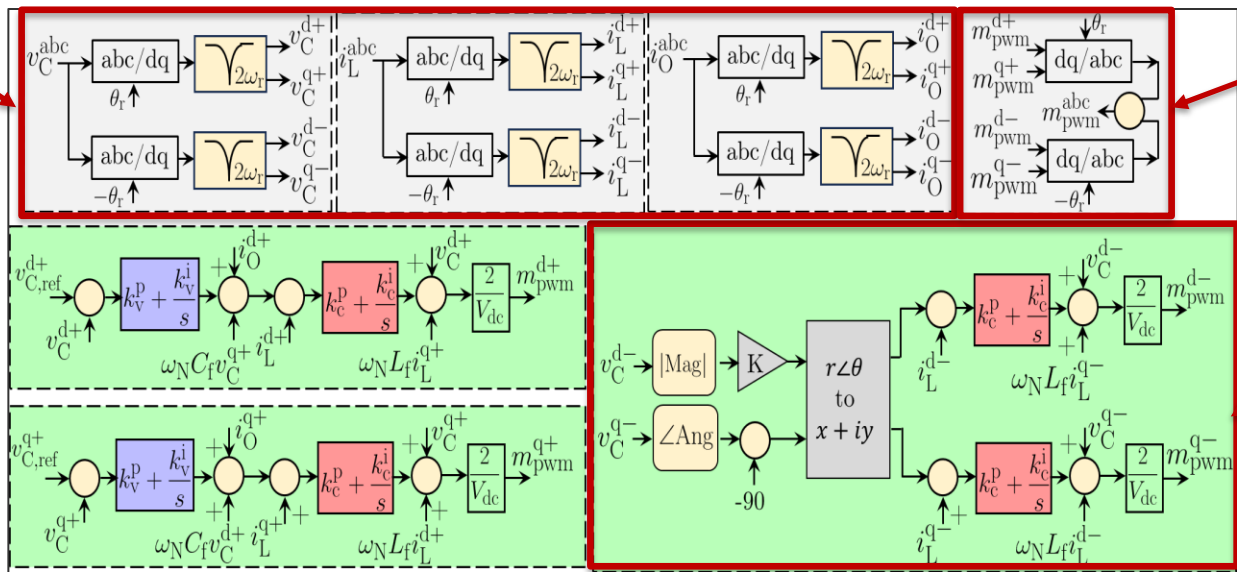 v_C^abc abc/dq 2ω_r v_C^d+ v_C^q+
θ_r
abc/dq 2ω_r v_C^d- v_C^q-
-θ_r
i_L^abc abc/dq 2ω_r i_L^d+ i_L^q+
θ_r
abc/dq 2ω_r i_L^d- i_L^q-
-θ_r
i_O^abc abc/dq 2ω_r i_O^d+ i_O^q+
θ_r
abc/dq 2ω_r i_O^d- i_O^q-
-θ_r
m_pwm^d+ θ_r
m_pwm^q+ dq/abc
m_pwm^abc
m_pwm^d-
m_pwm^q- dq/abc
-θ_r
+ i_O^d+ + v_C^d+
v_C,ref^d+ k_v^p + k_v^i/s k_c^p + k_c^i/s 2/V_dc m_pwm^d+
v_C^d+ ω_N C_f v_C^q+ i_L^d+ ω_N L_f i_L^q+
+ i_O^q+ + v_C^q+
v_C,ref^q+ k_v^p + k_v^i/s k_c^p + k_c^i/s 2/V_dc m_pwm^q+
+ + +
v_C^q+ ω_N C_f v_C^d+ i_L^q+ ω_N L_f i_L^d+
v_C^d- |Mag| K
v_C^q- ∠Ang
-90
r∠θ
to
x + iy
+ v_C^d-
k_c^p + k_c^i/s 2/V_dc m_pwm^d-
i_L^d- + ω_N L_f i_L^q-
+ v_C^q-
k_c^p + k_c^i/s 2/V_dc m_pwm^q-
i_L^q- + ω_N L_f i_L^d-